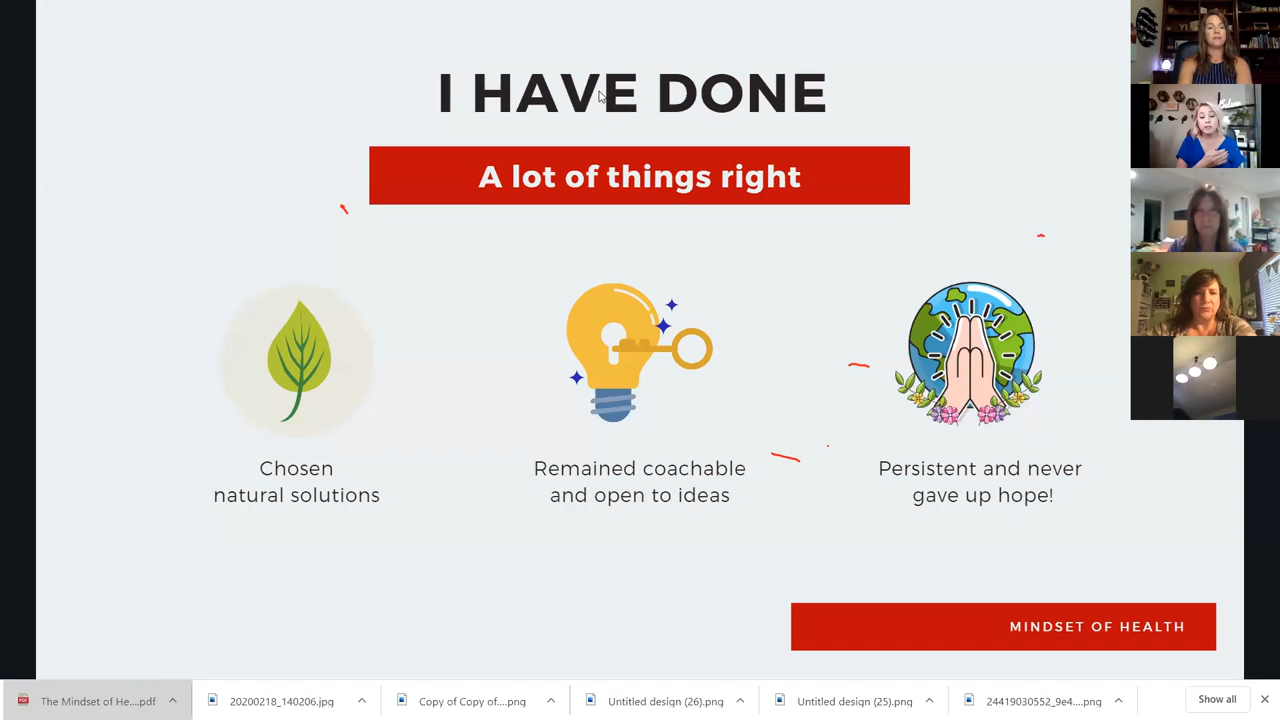 I HAVE DONE
A lot of things right
Chosen
natural solutions
Remained coachable
and open to ideas
Persistent and never
gave up hope!
MINDSET OF HEALTH
The Mindset of He....pdf
20200218_140206.jpg
Copy of Copy of....png
Untitled design (26).png
Untitled design (25).png
24419030552_9e4....png
Show all